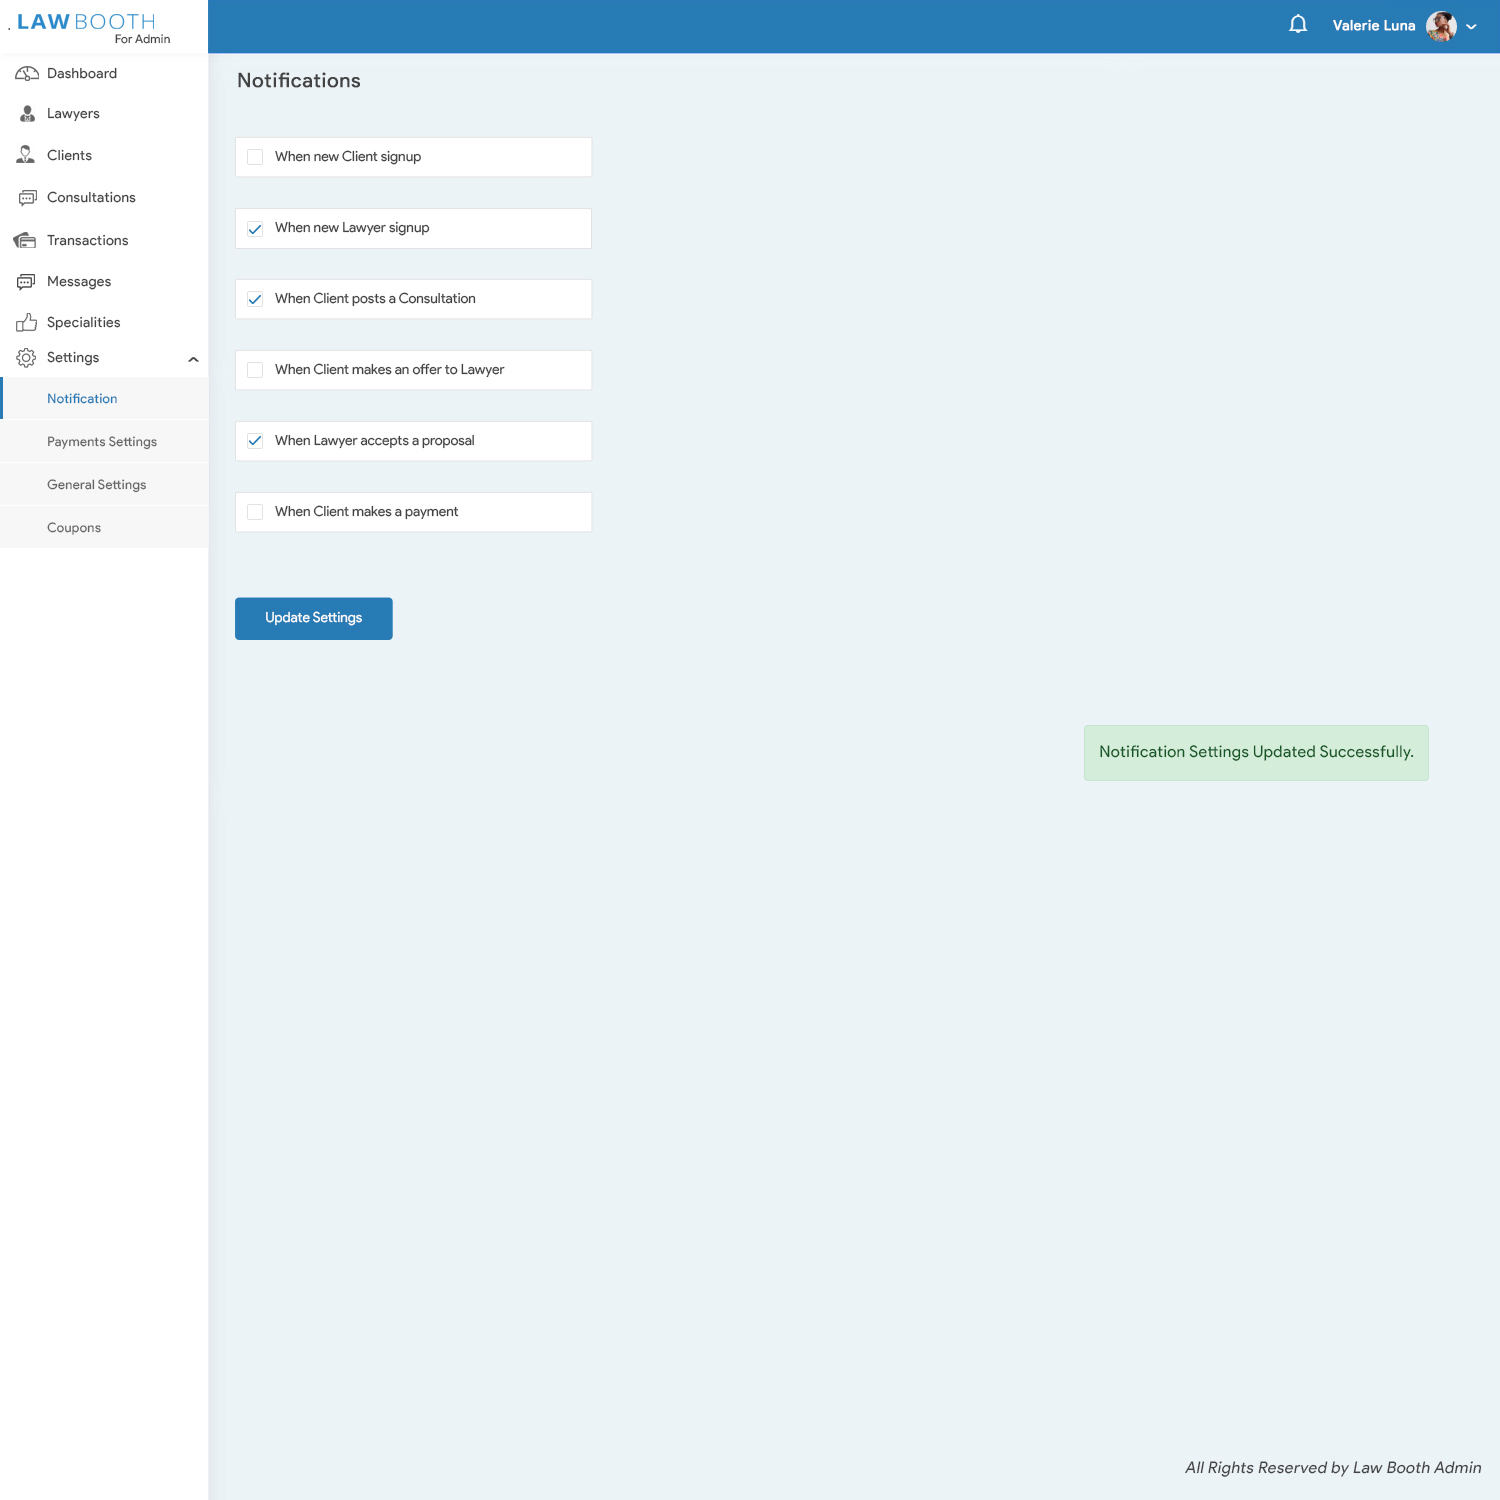 LAW BOOTH
For Admin
Valerie Luna
Dashboard
Lawyers
Clients
Consultations
Transactions
Messages
Specialities
Settings
Notification
Payments Settings
General Settings
Coupons
Notifications
When new Client signup
When new Lawyer signup
When Client posts a Consultation
When Client makes an offer to Lawyer
When Lawyer accepts a proposal
When Client makes a payment
Update Settings
Notification Settings Updated Successfully.
All Rights Reserved by Law Booth Admin